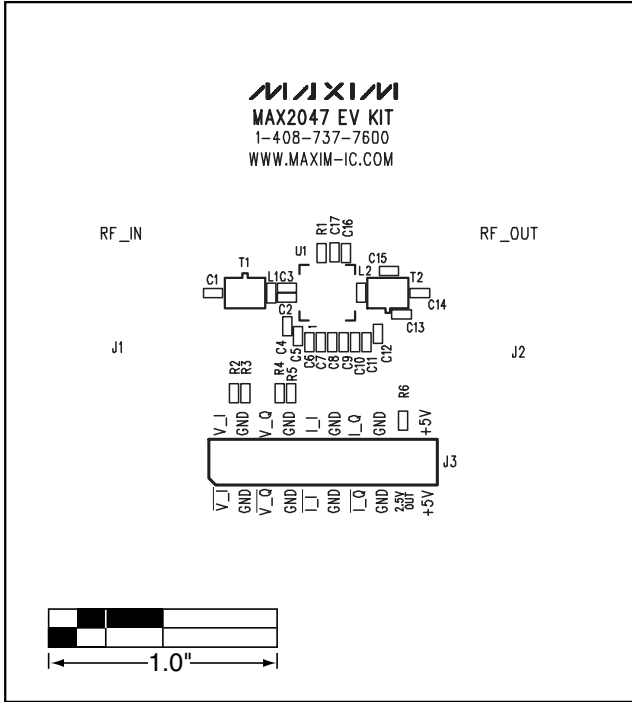 MAXIM
MAX2047 EV KIT
1-408-737-7600
WWW.MAXIM-IC.COM
RF_IN
RF_OUT
R1
C17
C16
U1
C15
T1
C1
L1
C3
L2
T2
C14
C13
C2
C4
C5
1
C6
C7
C8
C9
C10
C11
C12
J1
J2
R2
R3
R4
R5
R6
V_I GND V_Q GND I_I GND I_Q GND +5V
J3
V_I GND V_Q GND I_I GND I_Q GND 2.5V OUT +5V
1.0"